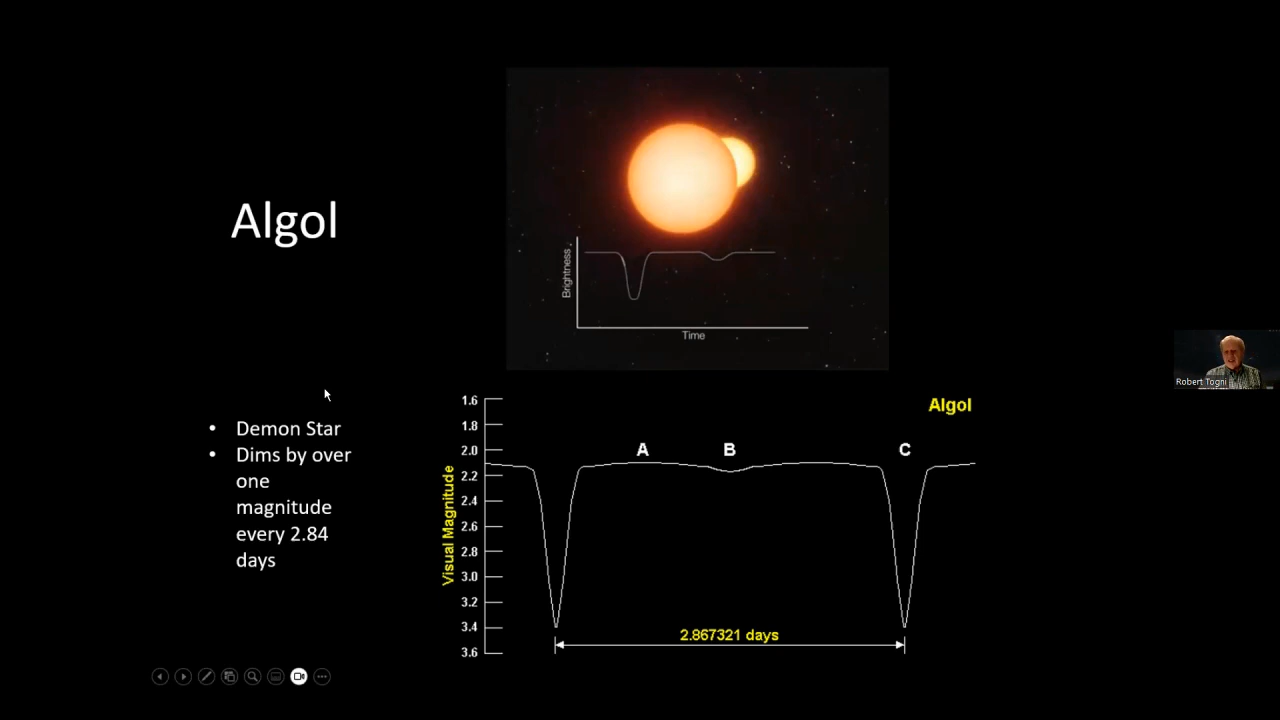 Algol
Brightness
Time
• Demon Star
• Dims by over
one
magnitude
every 2.84
days
Algol
Visual Magnitude
1.6
1.8
2.0
2.2
2.4
2.6
2.8
3.0
3.2
3.4
3.6
A B C
2.867321 days
Robert Togni